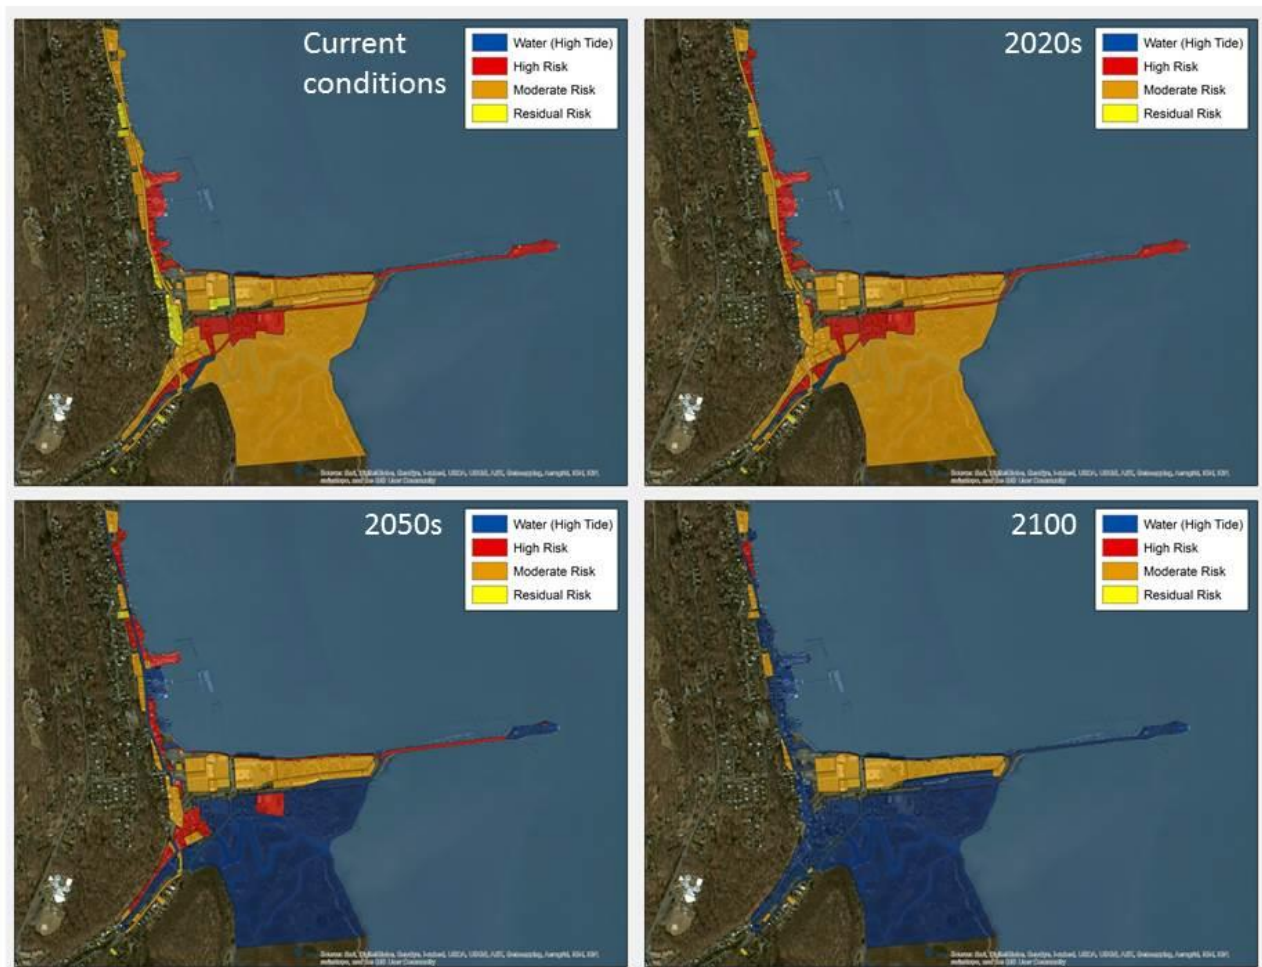 Current
conditions
Water (High Tide)
High Risk
Moderate Risk
Residual Risk
2020s
Water (High Tide)
High Risk
Moderate Risk
Residual Risk
2050s
Water (High Tide)
High Risk
Moderate Risk
Residual Risk
2100
Water (High Tide)
High Risk
Moderate Risk
Residual Risk